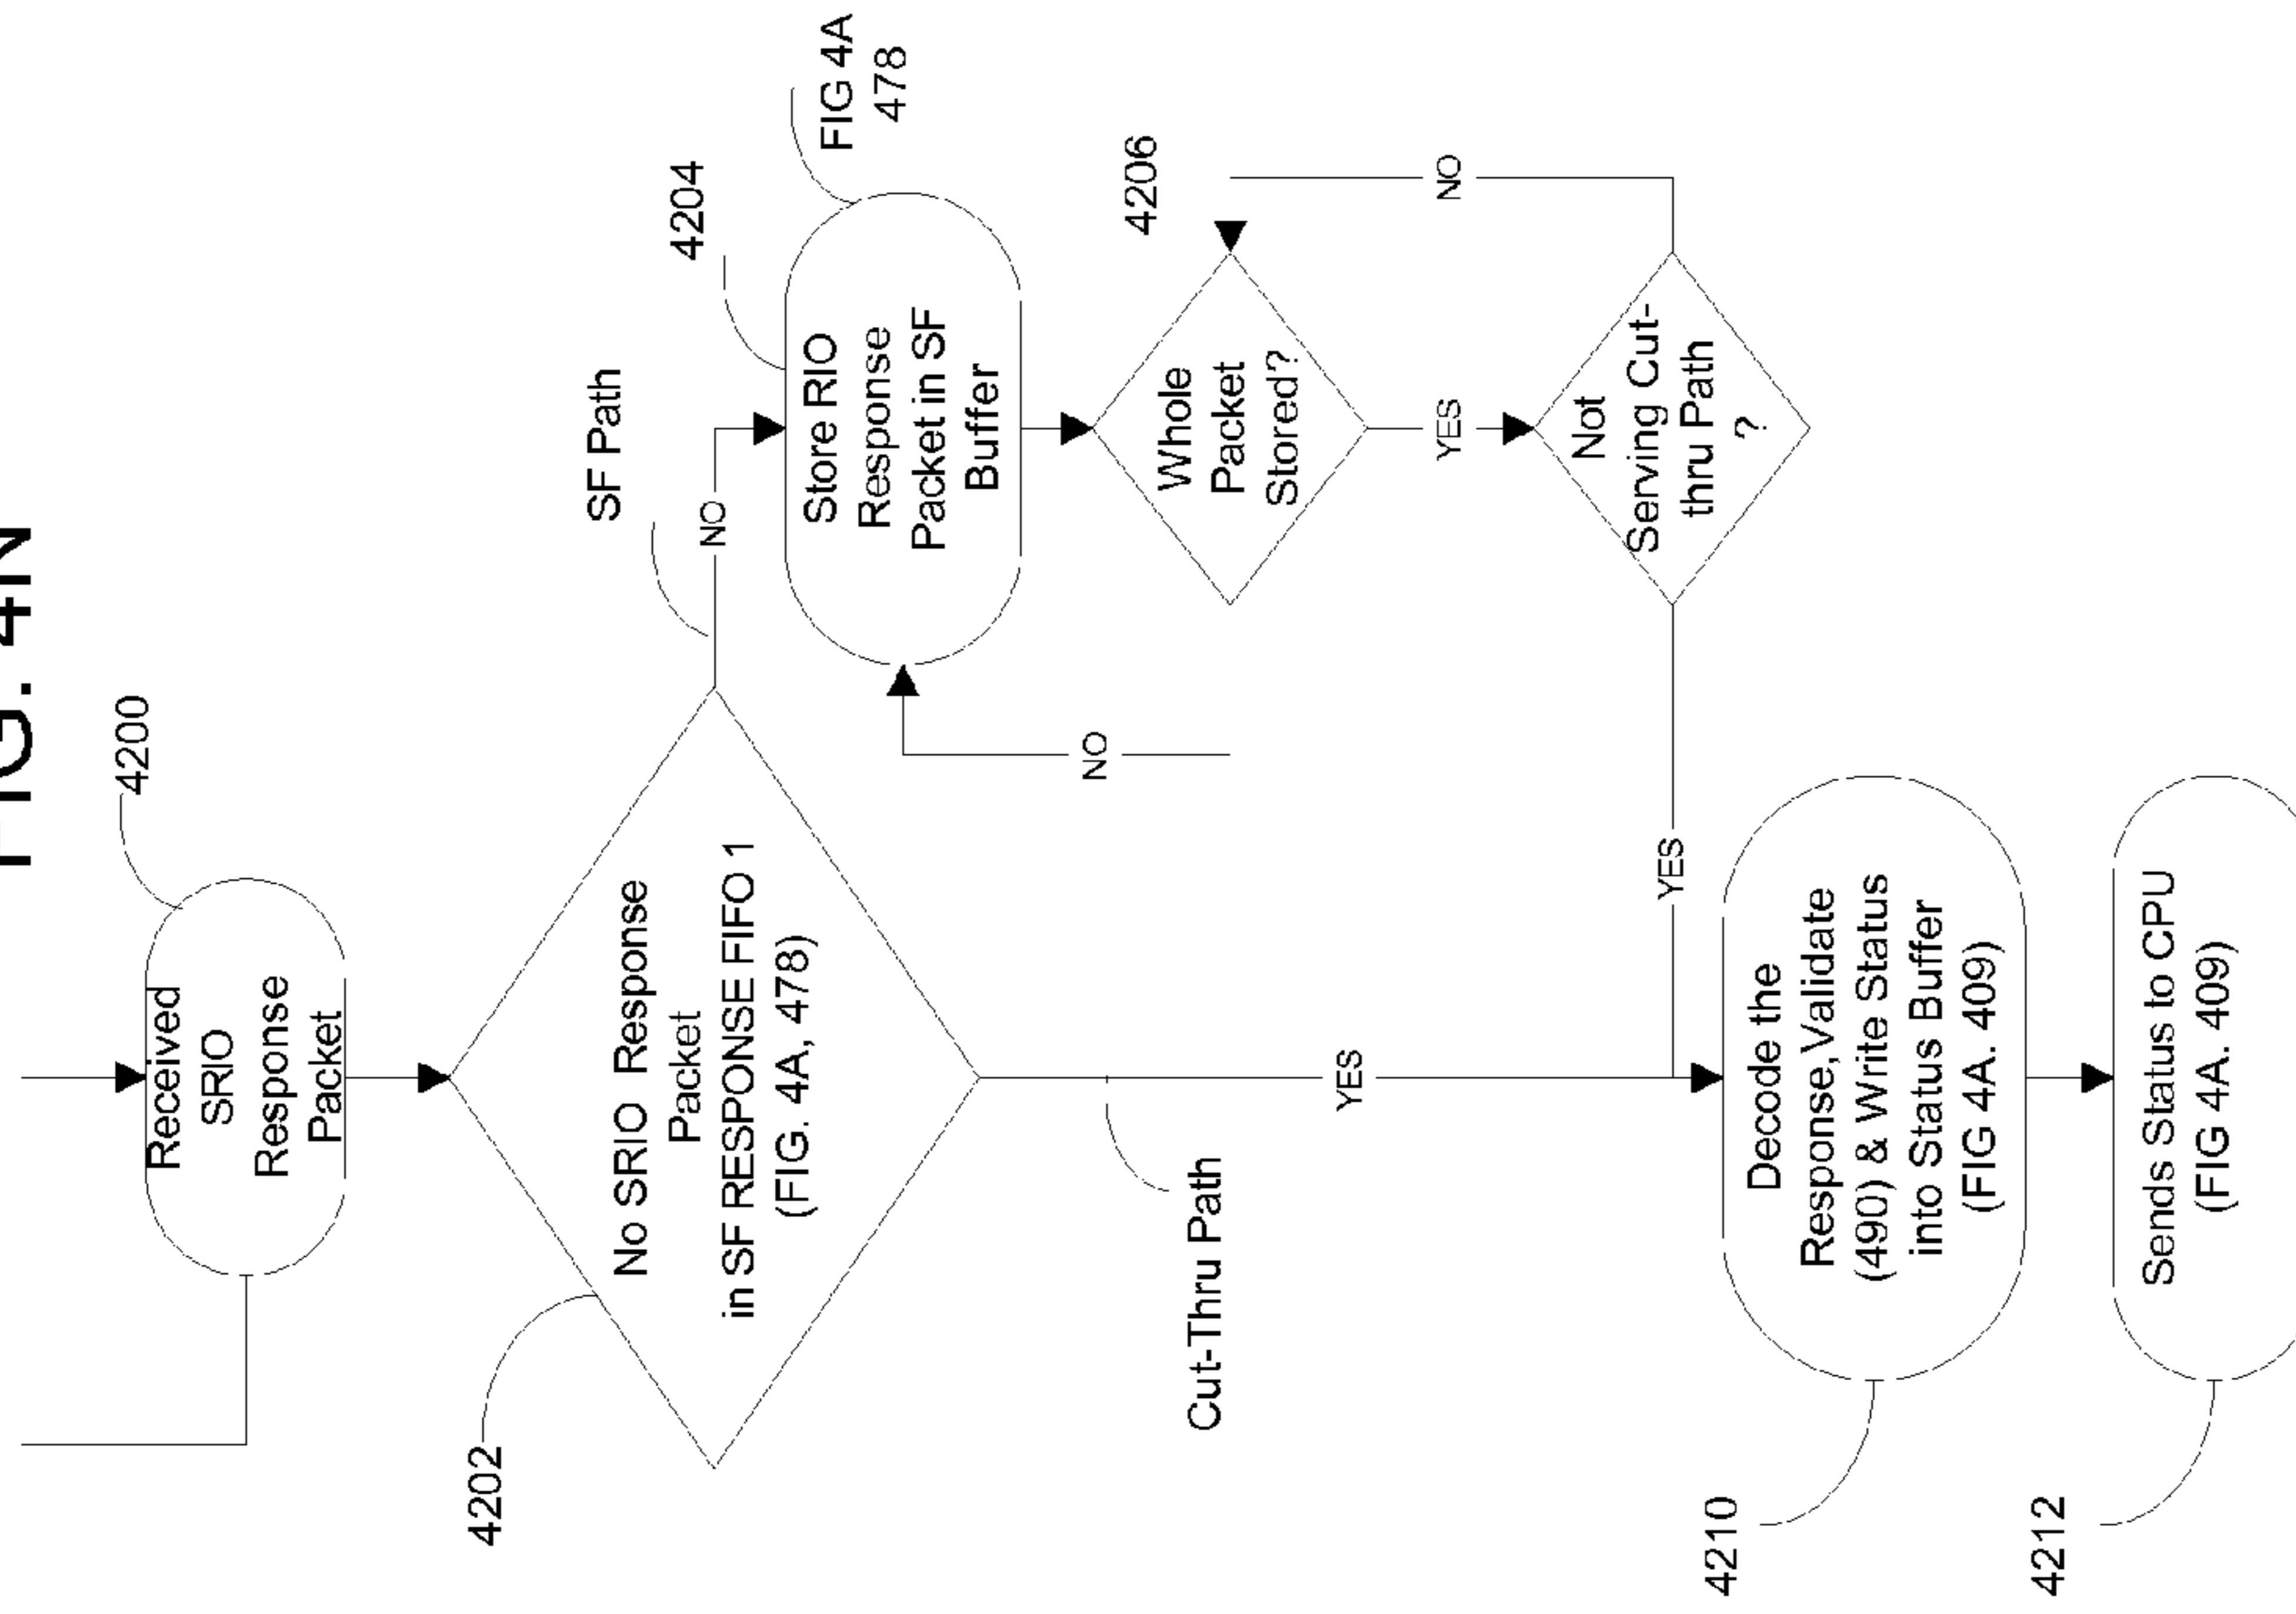 FIG. 4N
4200
Received
SRIO
Response
Packet
4202
No SRIO Response
Packet
in SF RESPONSE FIFO 1
(FIG. 4A, 478)
SF Path
NO
4204
FIG 4A
478
Store RIO
Response
Packet in SF
Buffer
NO
4206
Whole
Packet
Stored?
NO
YES
Not
Serving Cut-
thru Path
?
YES
Cut-Thru Path
YES
4210
Decode the
Response,Validate
(490) & Write Status
into Status Buffer
(FIG 4A. 409)
4212
Sends Status to CPU
(FIG 4A. 409)